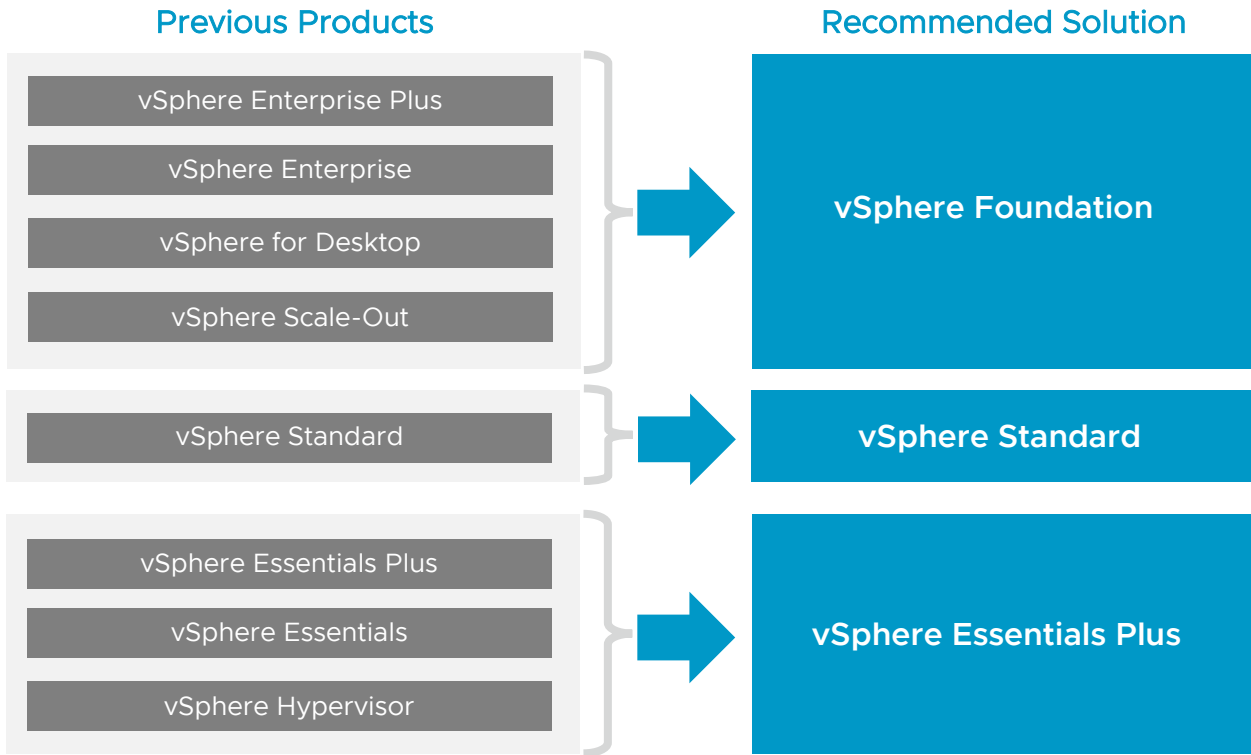 Previous Products
Recommended Solution
vSphere Enterprise Plus
vSphere Enterprise
vSphere for Desktop
vSphere Scale-Out
vSphere Foundation
vSphere Standard
vSphere Standard
vSphere Essentials Plus
vSphere Essentials
vSphere Hypervisor
vSphere Essentials Plus